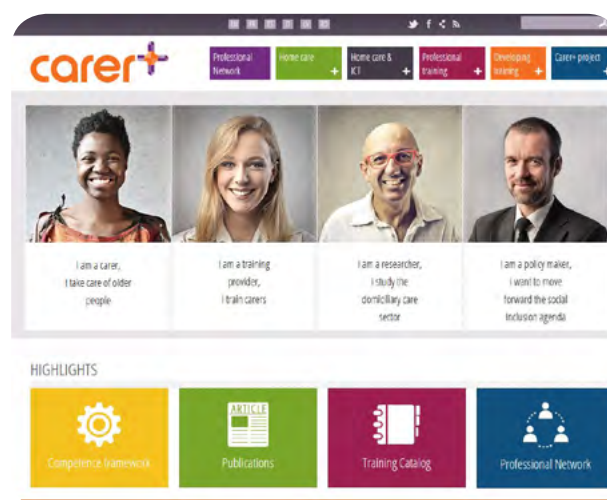 carer+
Professional
Network
Home care
+
Home care &
ICT
+
Professional
training
+
Developing
training
+
Carer+ project
+
I am a carer,
I take care of older
people
I am a training
provider,
I train carers
I am a researcher,
I study the
domiciliary care
sector
I am a policy maker,
I want to move
forward the social
inclusion agenda
HIGHLIGHTS
Competence framework
ARTICLE
Publications
Training Catalog
Professional Network